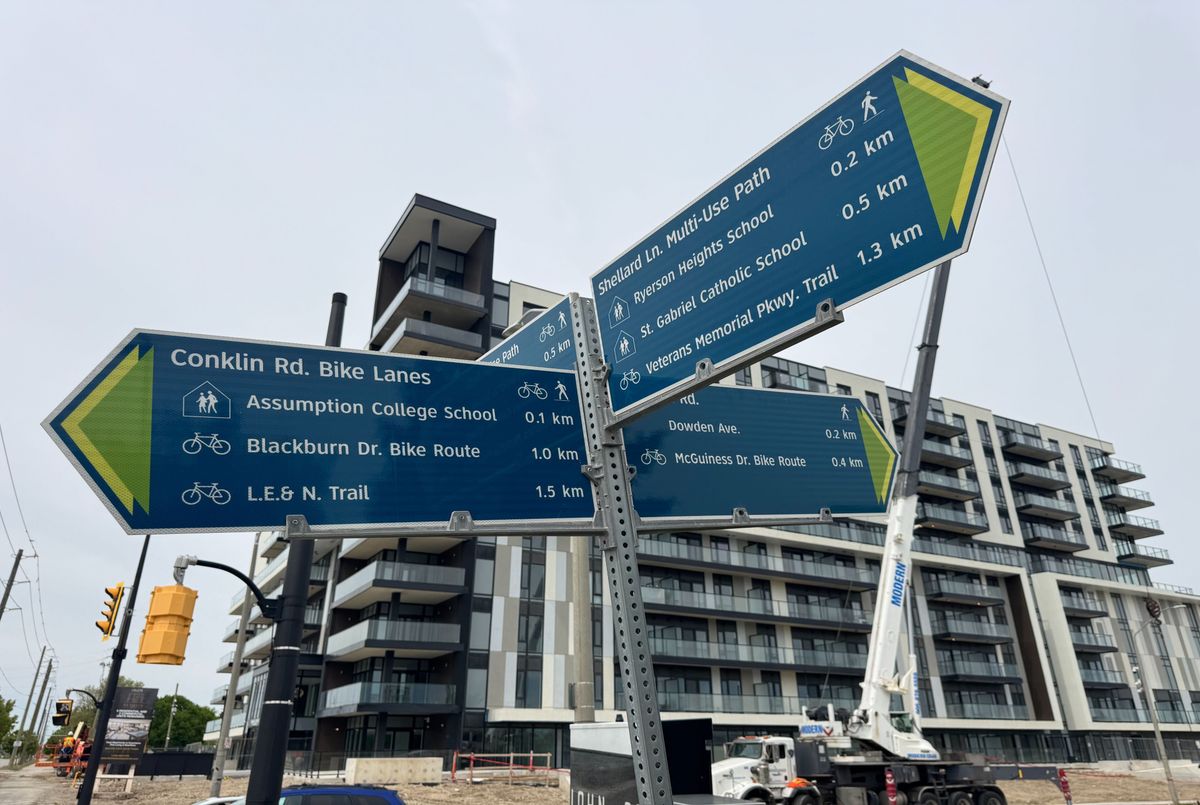 Shellard Ln. Multi-Use Path
Ryerson Heights School 0.2 km
St. Gabriel Catholic School 0.5 km
Veterans Memorial Pkwy. Trail 1.3 km
Path
0.5 km
Conklin Rd. Bike Lanes
Assumption College School 0.1 km
Blackburn Dr. Bike Route 1.0 km
L.E.& N. Trail 1.5 km
Rd.
Dowden Ave. 0.2 km
McGuiness Dr. Bike Route 0.4 km
MODERN
MODERN
JOHN